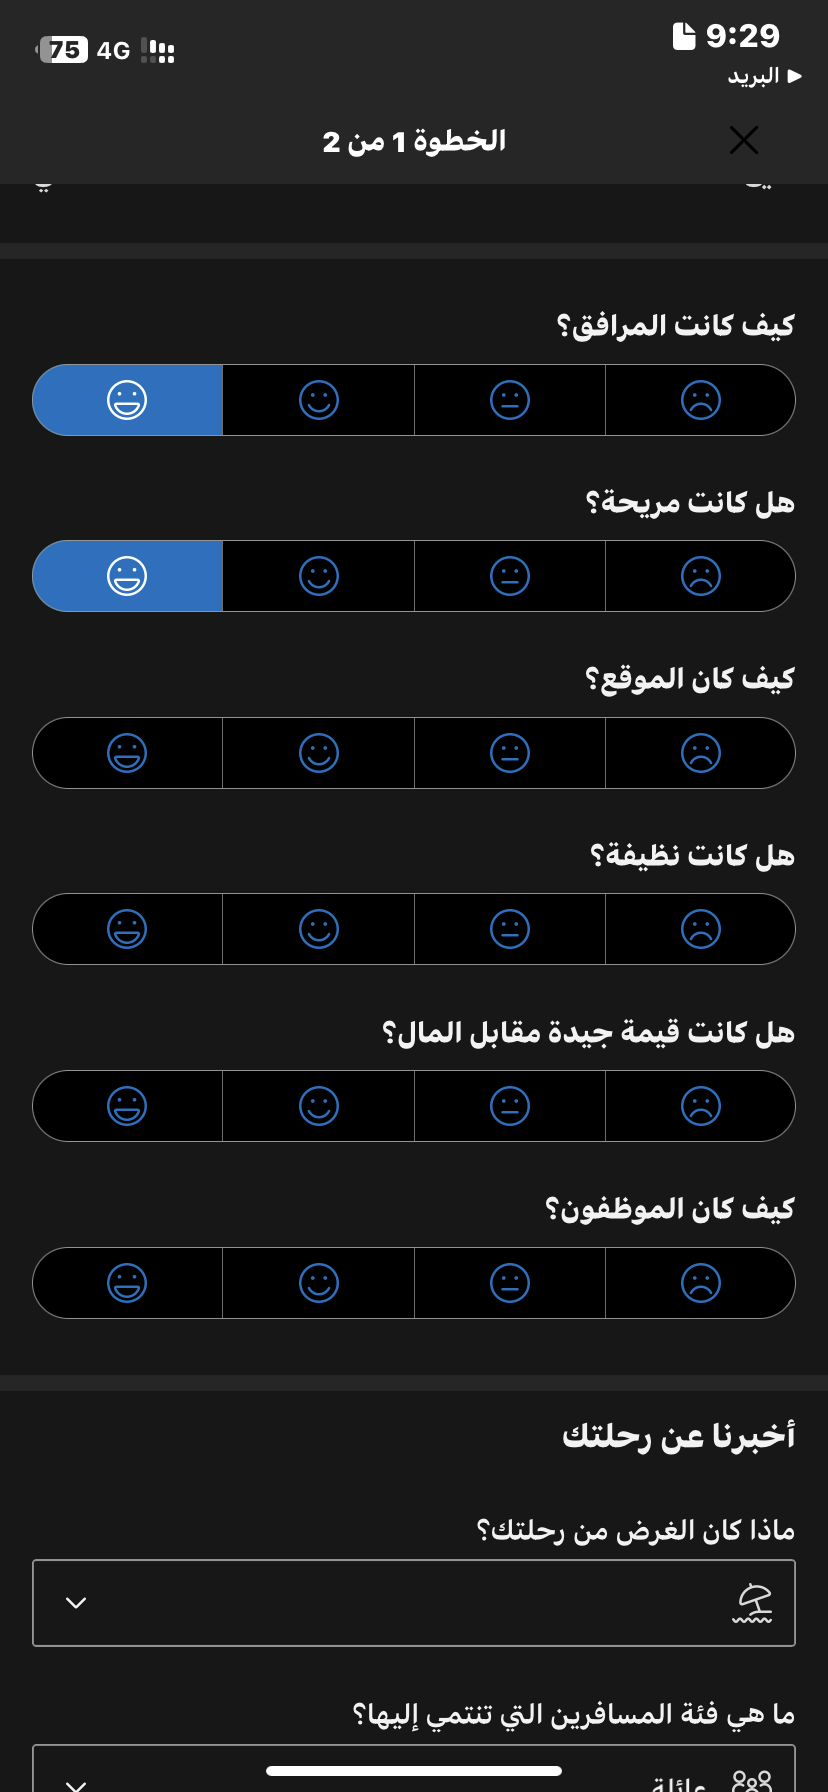 9:29
4G 75
البريد
الخطوة 1 من 2
كيف كانت المرافق؟
هل كانت مريحة؟
كيف كان الموقع؟
هل كانت نظيفة؟
هل كانت قيمة جيدة مقابل المال؟
كيف كان الموظفون؟
أخبرنا عن رحلتك
ماذا كان الغرض من رحلتك؟
ما هي فئة المسافرين التي تنتمي إليها؟
عائلة